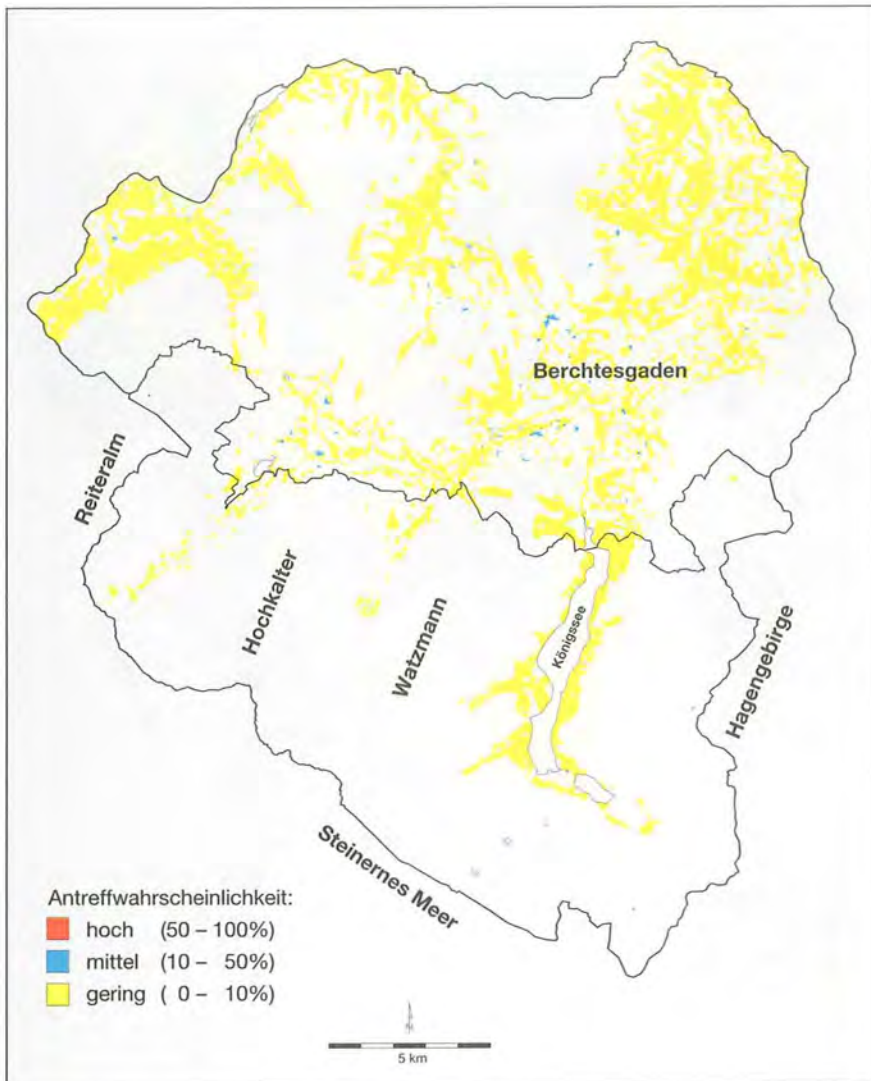 Berchtesgaden
Reiteralm
Hochkalter
Watzmann
Königssee
Hagengebirge
Steinernes Meer
Antreffwahrscheinlichkeit:
hoch (50 – 100%)
mittel (10 – 50%)
gering ( 0 – 10%)
5 km